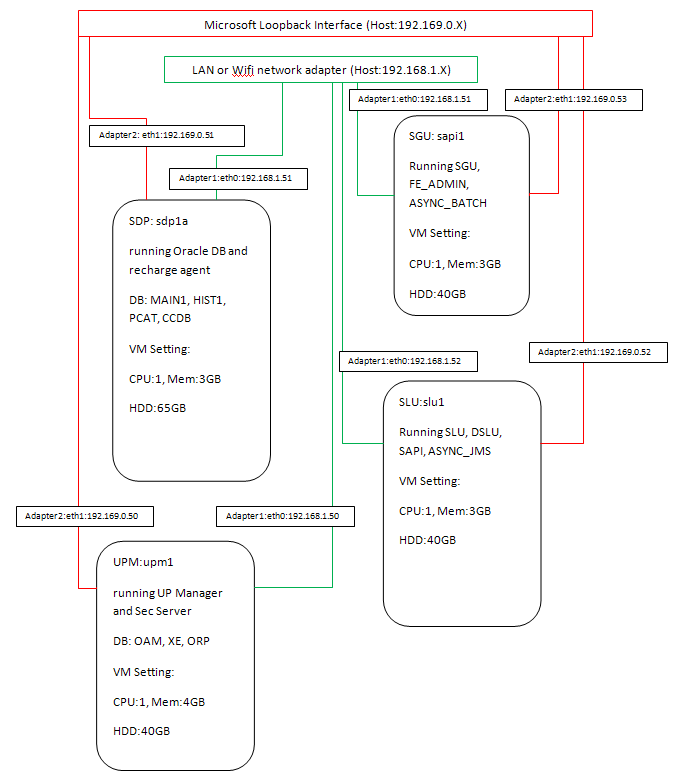 Microsoft Loopback Interface (Host:192.169.0.X)
LAN or Wifi network adapter (Host:192.168.1.X)
Adapter1:eth0:192.168.1.51
Adapter2:eth1:192.169.0.53
Adapter2: eth1:192.169.0.51
Adapter1:eth0:192.168.1.51
SGU: sapi1
Running SGU,
FE_ADMIN,
ASYNC_BATCH
VM Setting:
CPU:1, Mem:3GB
HDD:40GB
SDP: sdp1a
running Oracle DB and
recharge agent
DB: MAIN1, HIST1,
PCAT, CCDB
VM Setting:
CPU:1, Mem:3GB
HDD:65GB
Adapter1:eth0:192.168.1.52
Adapter2:eth1:192.169.0.52
SLU:slu1
Running SLU, DSLU,
SAPI, ASYNC_JMS
VM Setting:
CPU:1, Mem:3GB
HDD:40GB
Adapter2:eth1:192.169.0.50
Adapter1:eth0:192.168.1.50
UPM:upm1
running UP Manager
and Sec Server
DB: OAM, XE, ORP
VM Setting:
CPU:1, Mem:4GB
HDD:40GB